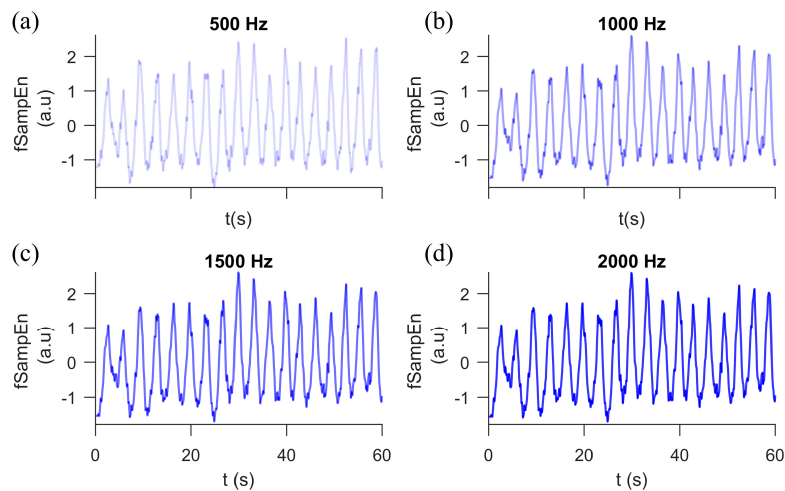 (a)
500 Hz
fSampEn
(a.u)
2
1
0
-1
t(s)
(b)
1000 Hz
fSampEn
(a.u)
2
1
0
-1
t(s)
(c)
1500 Hz
fSampEn
(a.u)
2
1
0
-1
0 20 40 60
t (s)
(d)
2000 Hz
fSampEn
(a.u)
2
1
0
-1
0 20 40 60
t (s)